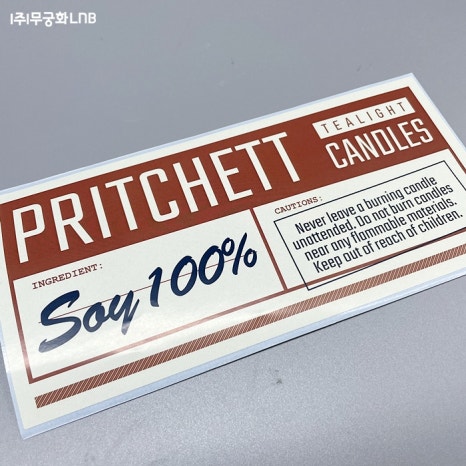 (주)무궁화LNB
PRITCHETT
TEALIGHT
CANDLES
INGREDIENT:
Soy 100%
CAUTIONS:
Never leave a burning candle
unattended. Do not burn candles
near any flammable materials.
Keep out of reach of children.